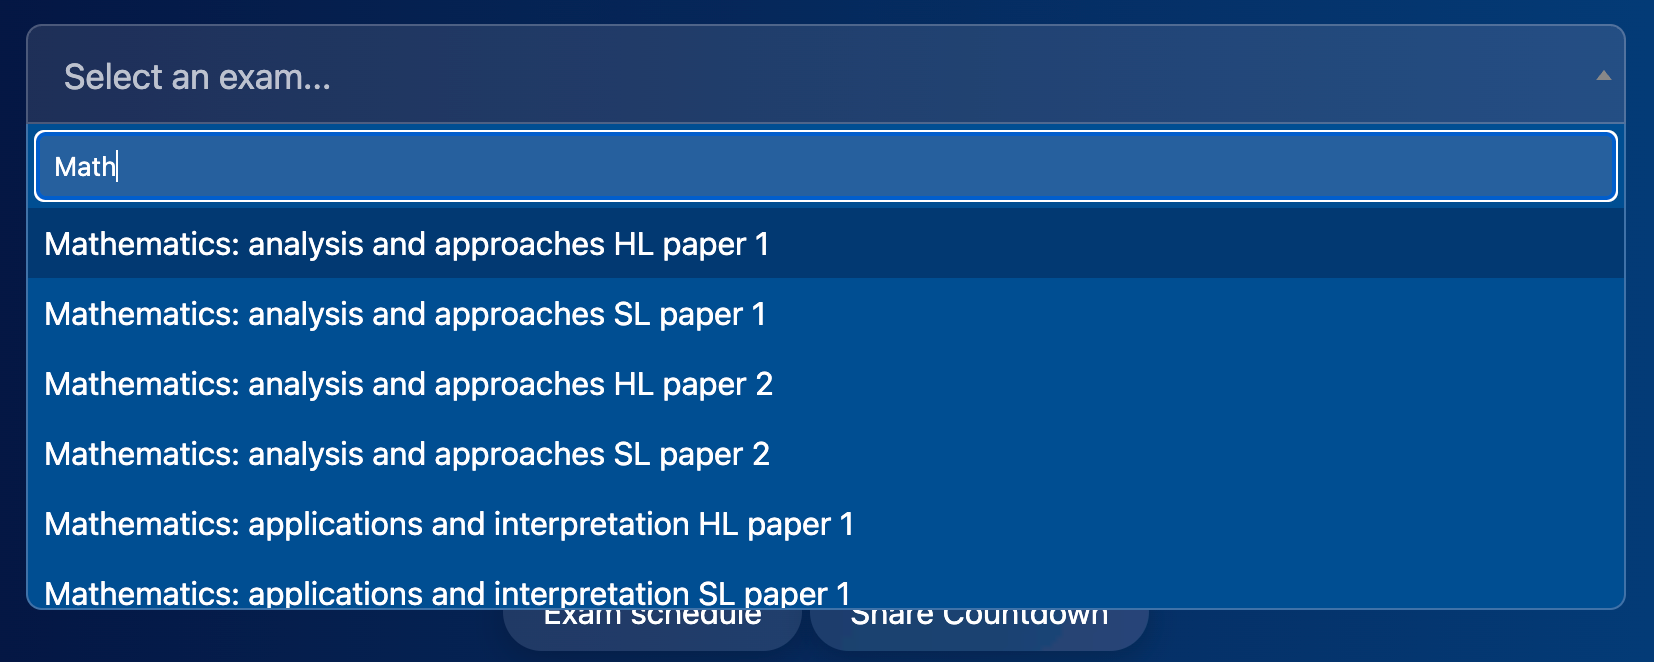 Select an exam...
Math
Mathematics: analysis and approaches HL paper 1
Mathematics: analysis and approaches SL paper 1
Mathematics: analysis and approaches HL paper 2
Mathematics: analysis and approaches SL paper 2
Mathematics: applications and interpretation HL paper 1
Mathematics: applications and interpretation SL paper 1
Exam schedule Share Countdown